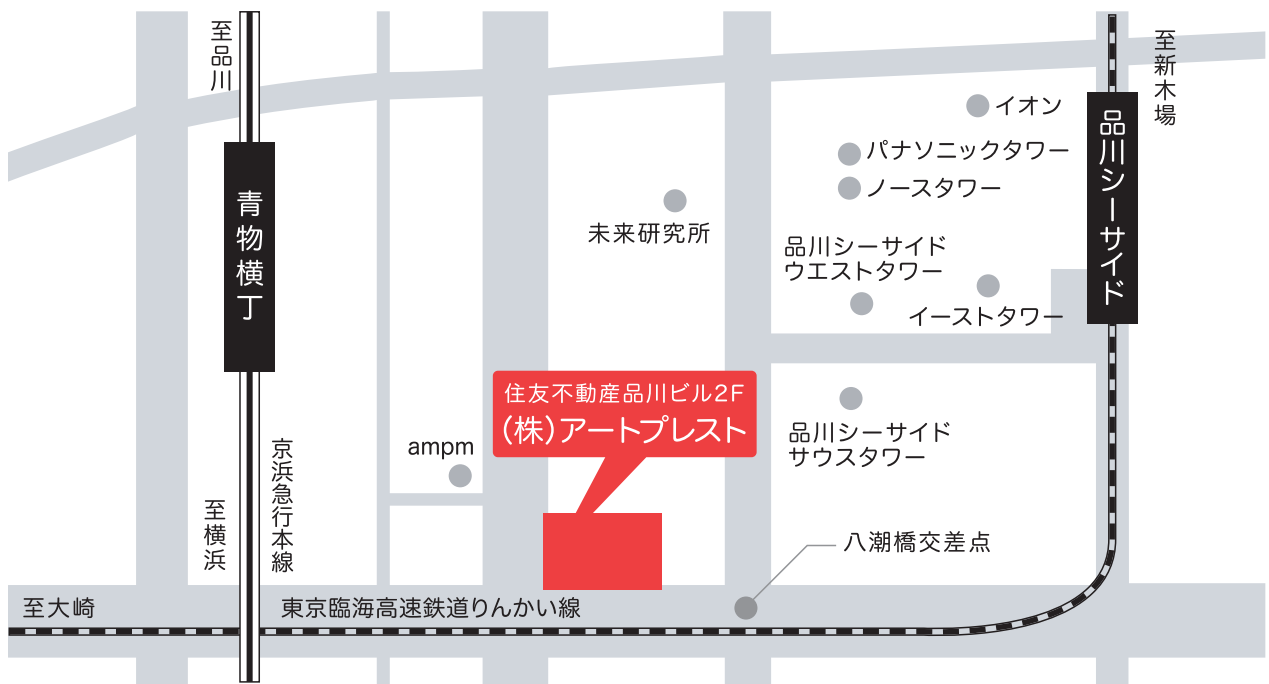 至品川
至新木場
イオン
品川シーサイド
パナソニックタワー
ノースタワー
青物横丁
未来研究所
品川シーサイド
ウエストタワー
イーストタワー
住友不動産品川ビル2F
(株)アートプレスト
ampm
品川シーサイド
サウスタワー
京浜急行本線
至横浜
八潮橋交差点
至大崎
東京臨海高速鉄道りんかい線